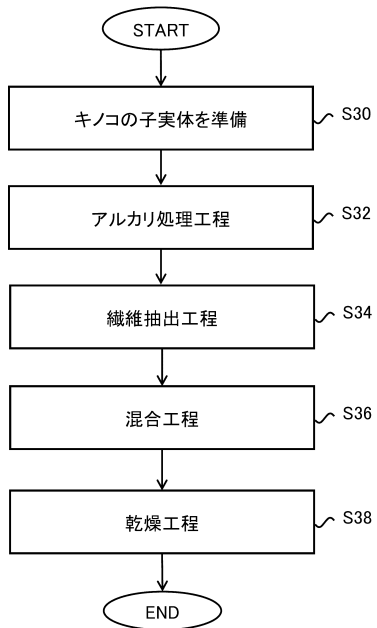 START
キノコの子実体を準備
S30
アルカリ処理工程
S32
繊維抽出工程
S34
混合工程
S36
乾燥工程
S38
END